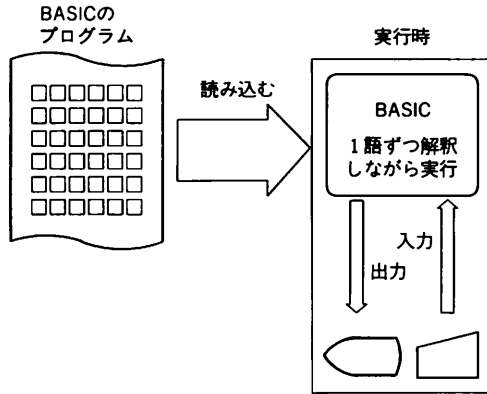 BASICの
プログラム
読み込む
実行時
BASIC
1語ずつ解釈
しながら実行
出力
入力